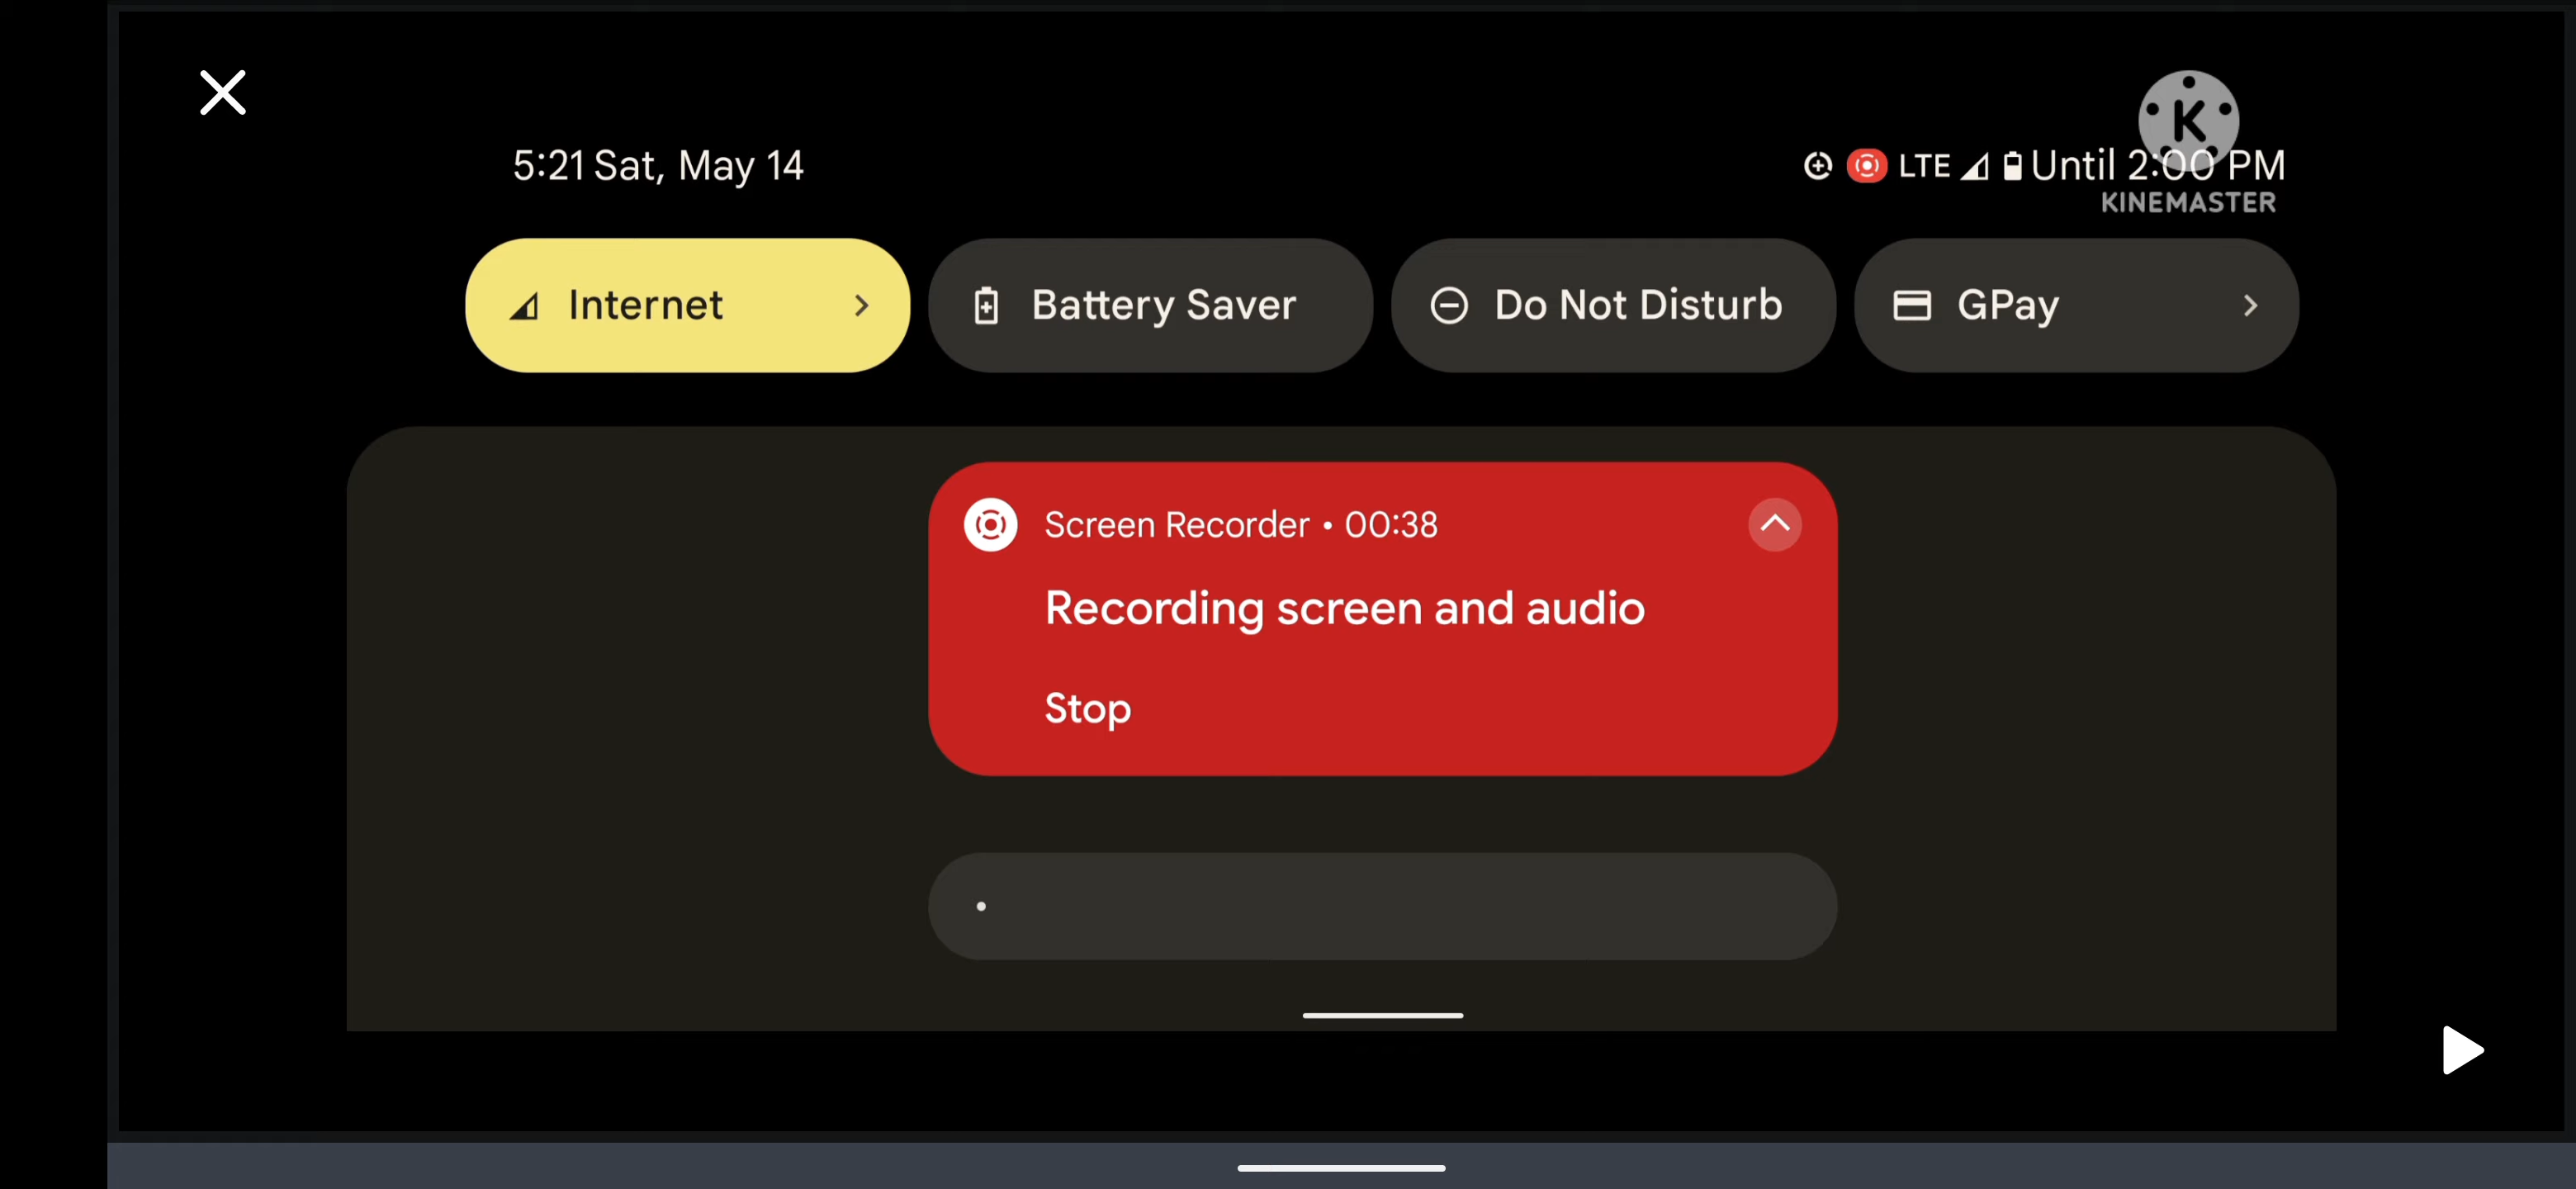 5:21 Sat, May 14
LTE Until 2:00 PM
K
KINEMASTER
Internet
Battery Saver
Do Not Disturb
GPay
Screen Recorder • 00:38
Recording screen and audio
Stop